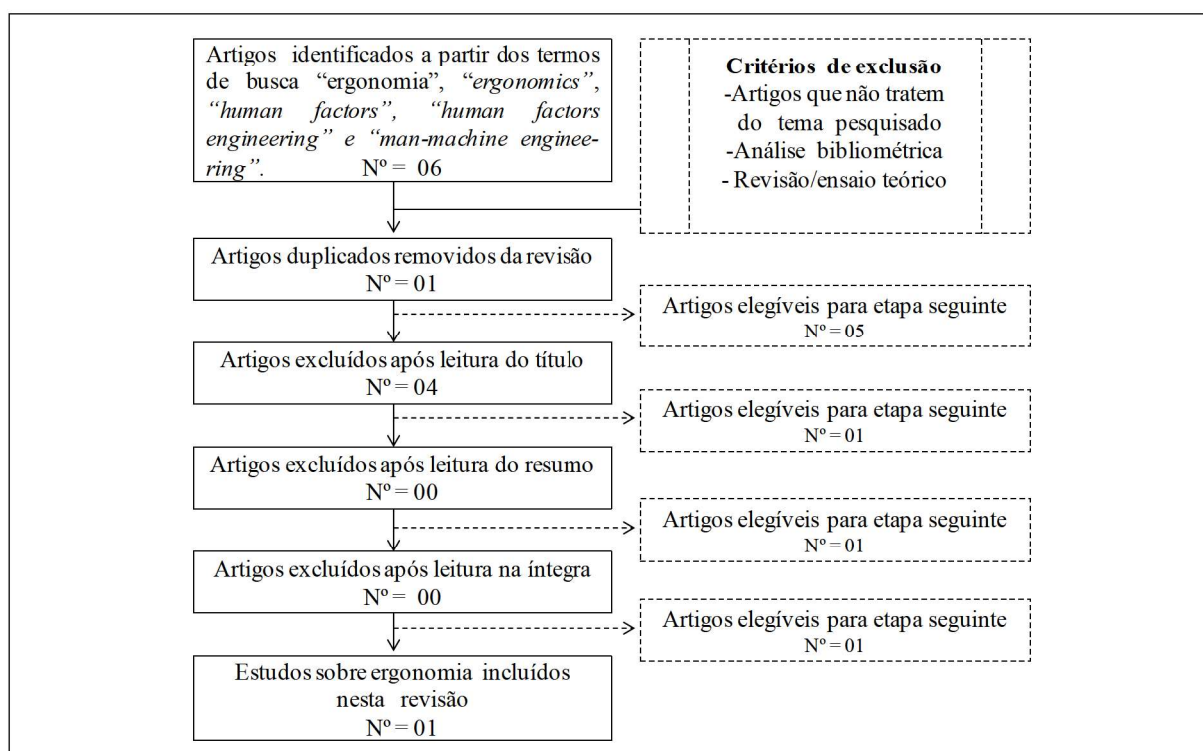 Artigos identificados a partir dos termos
de busca “ergonomia”, “ergonomics”,
“human factors”, “human factors
engineering” e “man-machine enginee-
ring”.
Nº = 06
Critérios de exclusão
-Artigos que não tratem
do tema pesquisado
-Análise bibliométrica
- Revisão/ensaio teórico
Artigos duplicados removidos da revisão
Nº = 01
Artigos elegíveis para etapa seguinte
Nº = 05
Artigos excluídos após leitura do título
Nº = 04
Artigos elegíveis para etapa seguinte
Nº = 01
Artigos excluídos após leitura do resumo
Nº = 00
Artigos elegíveis para etapa seguinte
Nº = 01
Artigos excluídos após leitura na íntegra
Nº = 00
Artigos elegíveis para etapa seguinte
Nº = 01
Estudos sobre ergonomia incluídos
nesta revisão
Nº = 01